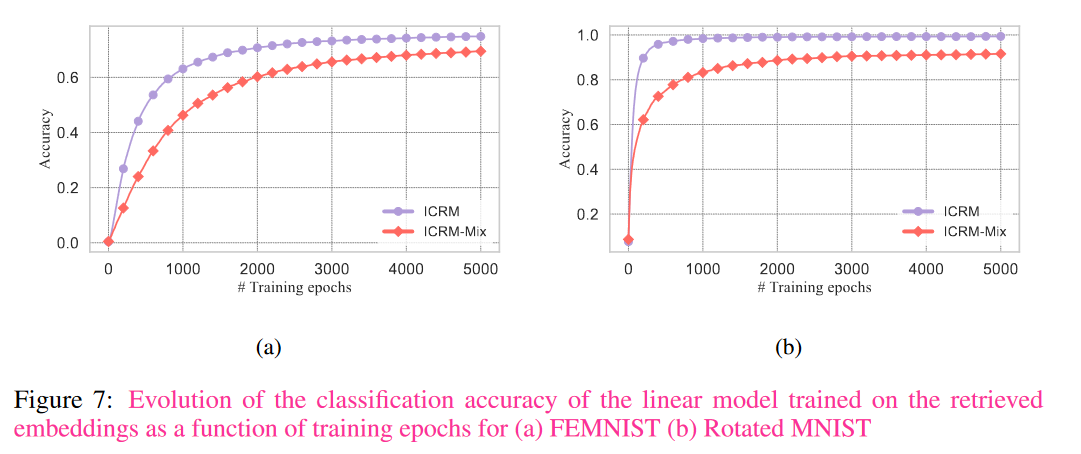 Accuracy
0.6
0.4
0.2
0.0
ICRM
ICRM-Mix
0 1000 2000 3000 4000 5000
# Training epochs
(a)
Accuracy
1.0
0.8
0.6
0.4
0.2
ICRM
ICRM-Mix
0 1000 2000 3000 4000 5000
# Training epochs
(b)
Figure 7: Evolution of the classification accuracy of the linear model trained on the retrieved
embeddings as a function of training epochs for (a) FEMNIST (b) Rotated MNIST